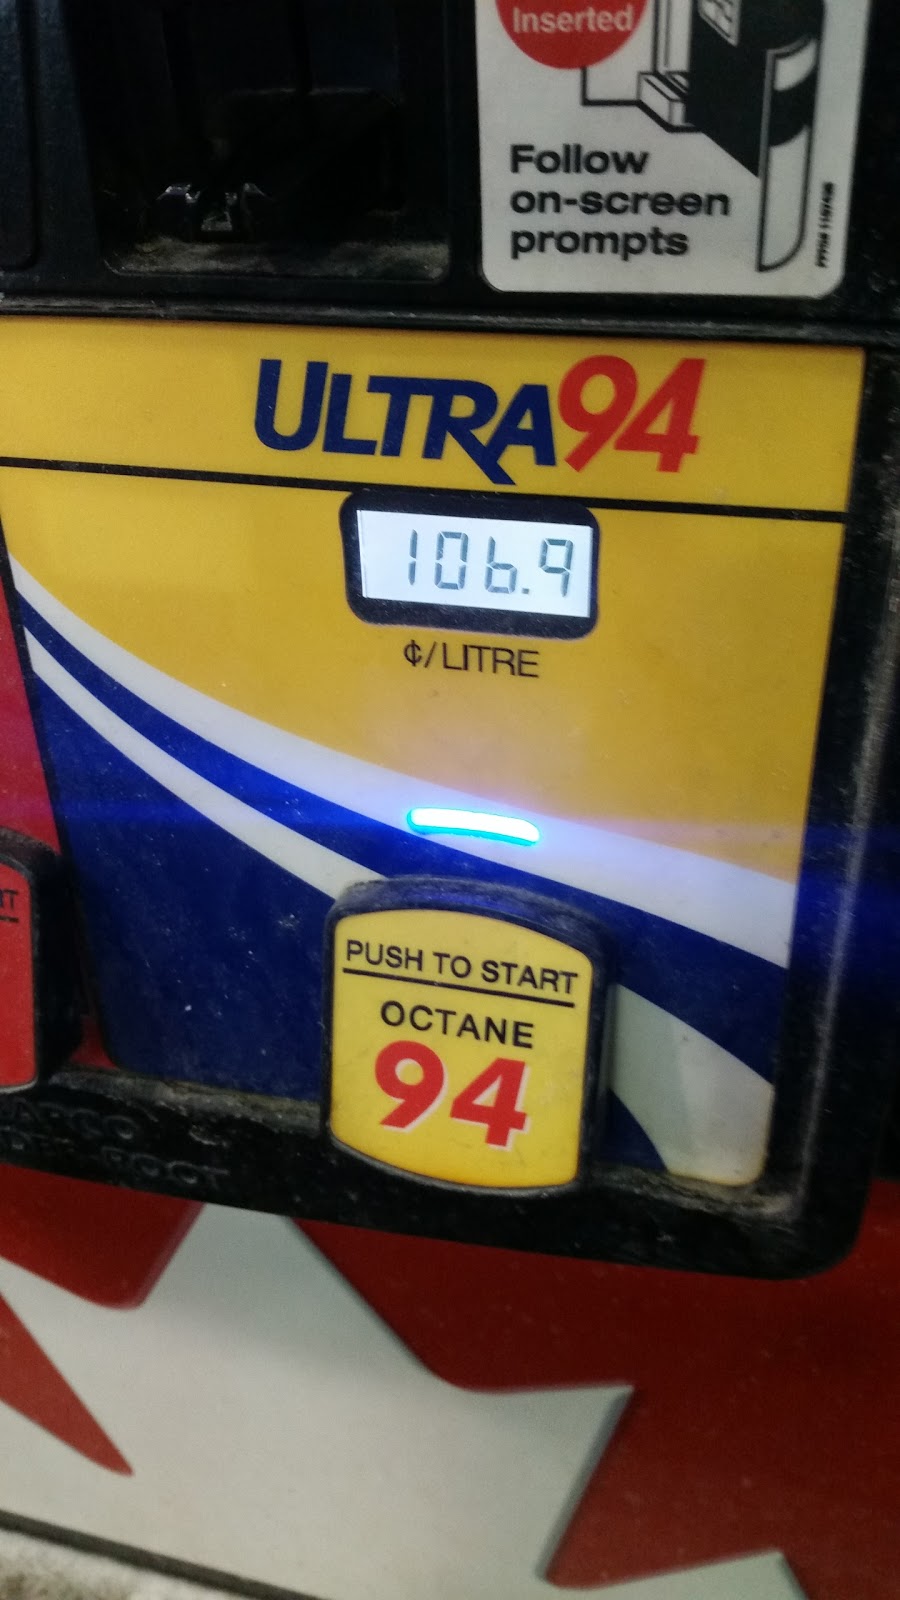 Inserted
Follow
on-screen
prompts
ULTRA94
106.9
¢/LITRE
PUSH TO START
OCTANE
94